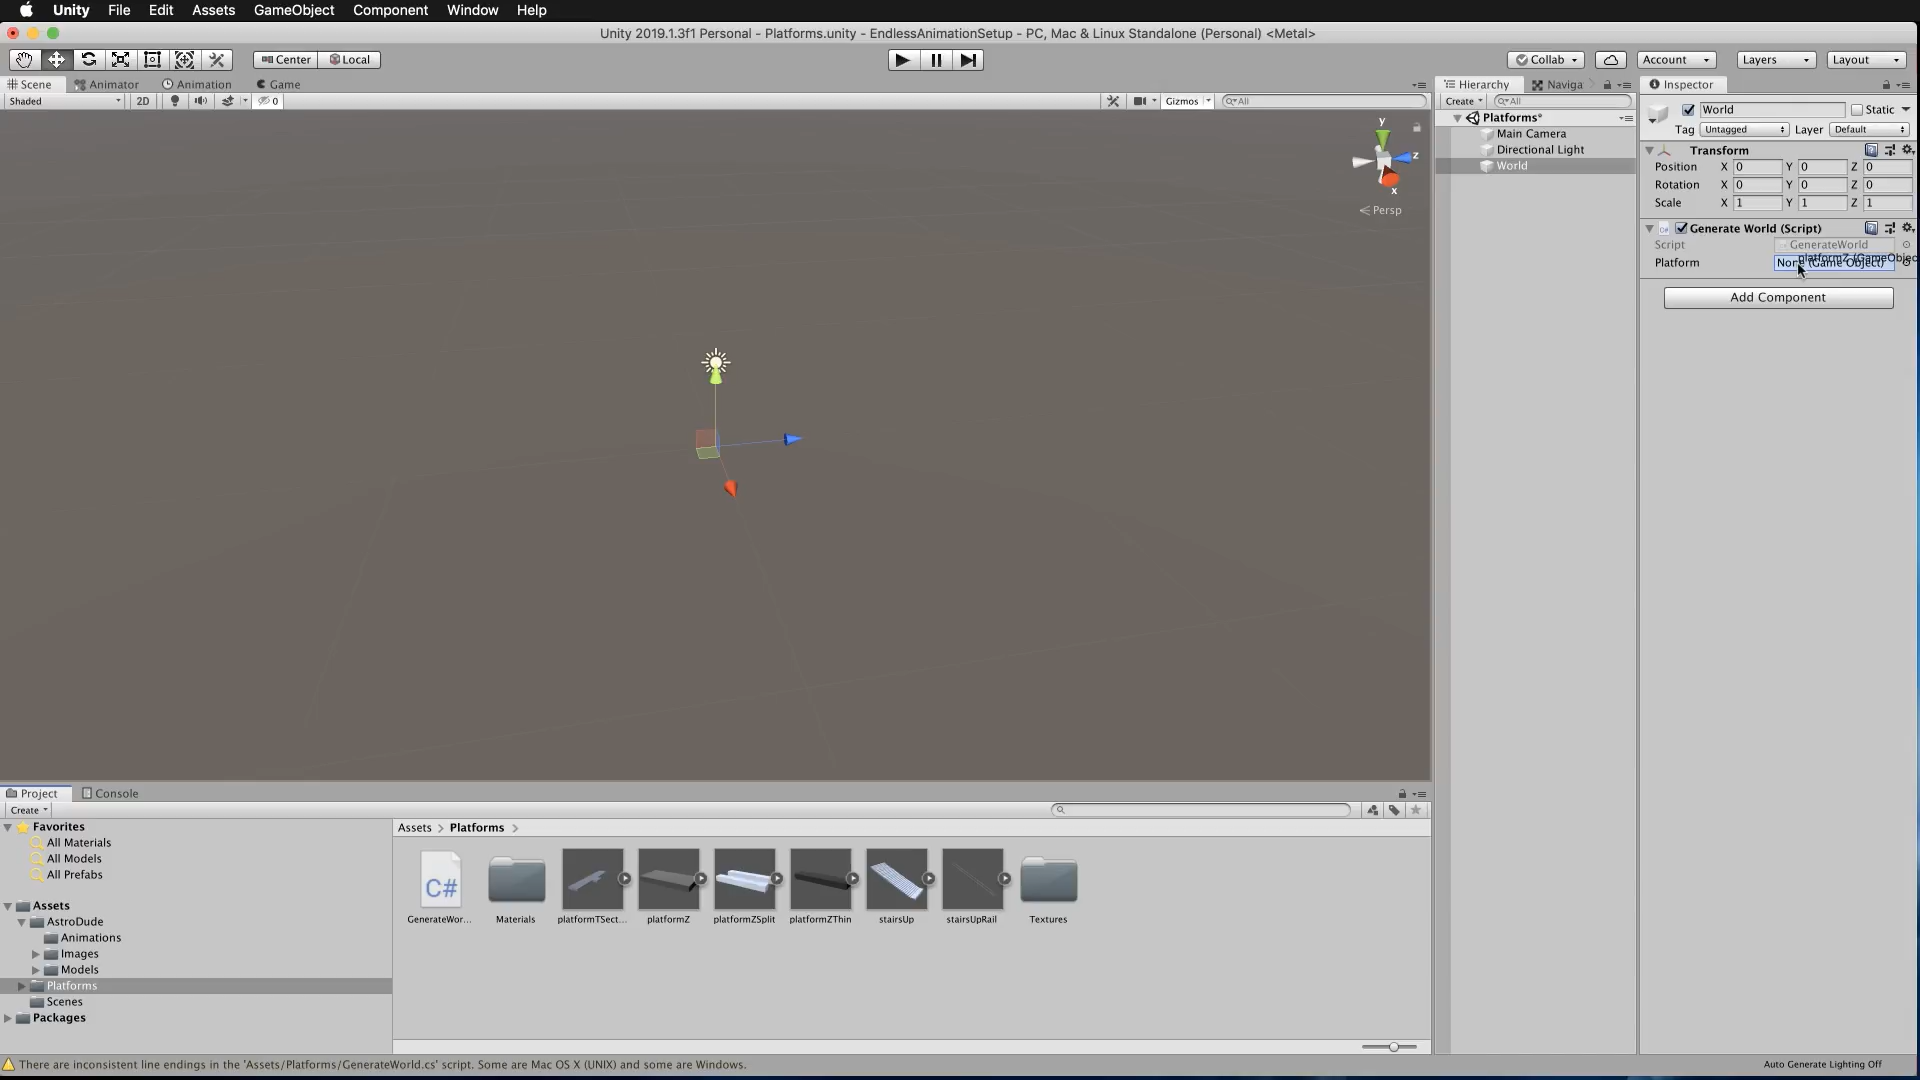 Unity File Edit Assets GameObject Component Window Help
Unity 2019.1.3f1 Personal - Platforms.unity - EndlessAnimationSetup - PC, Mac & Linux Standalone (Personal) <Metal>
Center Local Collab Account Layers Layout
Scene Animator Animation Game
Shaded 2D 0 Gizmos All
y
z
x
Persp
Hierarchy Naviga
Create All
Platforms*
Main Camera
Directional Light
World
Inspector
World Static
Tag Untagged Layer Default
Transform
Position X 0 Y 0 Z 0
Rotation X 0 Y 0 Z 0
Scale X 1 Y 1 Z 1
C# Generate World (Script)
Script GenerateWorld
platformZ (GameObjec
Platform None (Game Object)
Add Component
Project Console
Create
Favorites
All Materials
All Models
All Prefabs
Assets
AstroDude
Animations
Images
Models
Platforms
Scenes
Packages
Assets > Platforms >
C#
GenerateWor... Materials platformTSect... platformZ platformZSplit platformZThin stairsUp stairsUpRail Textures
There are inconsistent line endings in the 'Assets/Platforms/GenerateWorld.cs' script. Some are Mac OS X (UNIX) and some are Windows.
Auto Generate Lighting Off